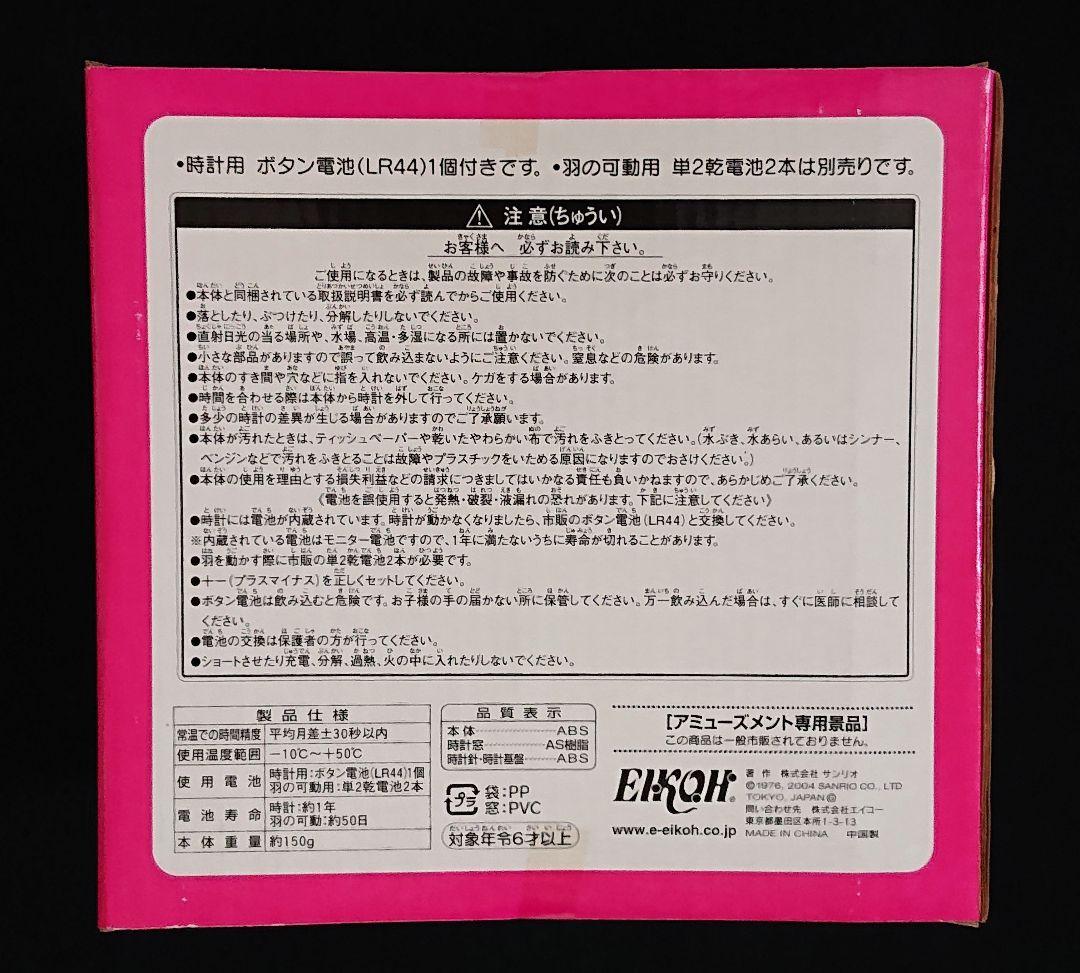 •時計用 ボタン電池(LR44)1個付きです。•羽の可動用 単2乾電池2本は別売りです。
⚠ 注意(ちゅうい)
お客様へ 必ずお読み下さい。
ご使用になるときは、製品の故障や事故を防ぐために次のことは必ずお守りください。
●本体と同梱されている取扱説明書を必ず読んでからご使用ください。
●落としたり、ぶつけたり、分解したりしないでください。
●直射日光の当る場所や、水場、高温・多湿になる所には置かないでください。
●小さな部品がありますので誤って飲み込まないようにご注意ください。窒息などの危険があります。
●本体のすき間や穴などに指を入れないでください。ケガをする場合があります。
●時間を合わせる際は本体から時計を外して行ってください。
●多少の時計の差異が生じる場合がありますのでご了承願います。
●本体が汚れたときは、ティッシュペーパーや乾いたやわらかい布で汚れをふきとってください。(水ぶき、水あらい、あるいはシンナー、
ベンジンなどで汚れをふきとることは故障やプラスチックをいためる原因になりますのでおさけください。)
●本体の使用を理由とする損失利益などの請求につきましてはいかなる責任も負いかねますので、あらかじめご了承ください。
《電池を誤使用すると発熱・破裂・液漏れの恐れがあります。下記に注意してください》
●時計には電池が内蔵されています。時計が動かなくなりましたら、市販のボタン電池(LR44)と交換してください。
※内蔵されている電池はモニター電池ですので、1年に満たないうちに寿命が切れることがあります。
●羽を動かす際に市販の単2乾電池2本が必要です。
●+−(プラスマイナス)を正しくセットしてください。
●ボタン電池は飲み込むと危険です。お子様の手の届かない所に保管してください。万一飲み込んだ場合は、すぐに医師に相談して
ください。
●電池の交換は保護者の方が行ってください。
●ショートさせたり充電、分解、過熱、火の中に入れたりしないでください。
製品仕様
常温での時間精度 平均月差±30秒以内
使用温度範囲 −10℃〜+50℃
使用電池 時計用:ボタン電池(LR44)1個
羽の可動用:単2乾電池2本
電池寿命 時計:約1年
羽の可動:約50日
本体重量 約150g
品質表示
本体 ABS
時計窓 AS樹脂
時計針・時計基盤 ABS
プラ 袋:PP
窓:PVC
対象年令6才以上
[アミューズメント専用景品]
この商品は一般市販されておりません。
EIKOH®
www.e-eikoh.co.jp
著作 株式会社 サンリオ
©1976, 2004 SANRIO CO., LTD
TOKYO, JAPAN
問い合わせ先 株式会社エイコー
東京都墨田区本所1-3-13
MADE IN CHINA 中国製